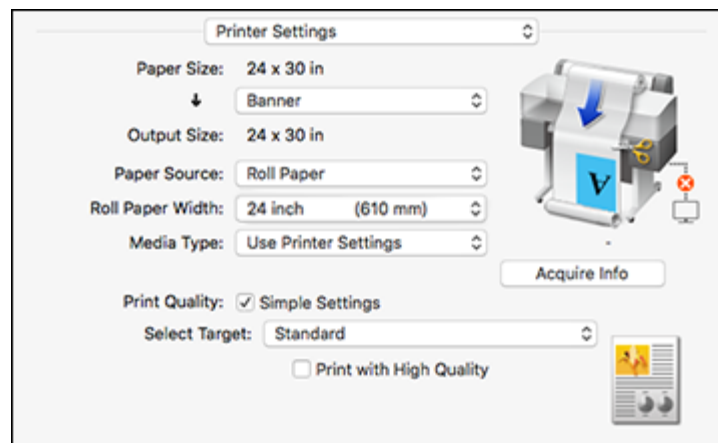 Printer Settings
Paper Size: 24 x 30 in
Banner
Output Size: 24 x 30 in
Paper Source: Roll Paper
Roll Paper Width: 24 inch (610 mm)
Media Type: Use Printer Settings
A
-
Acquire Info
Print Quality: Simple Settings
Select Target: Standard
Print with High Quality